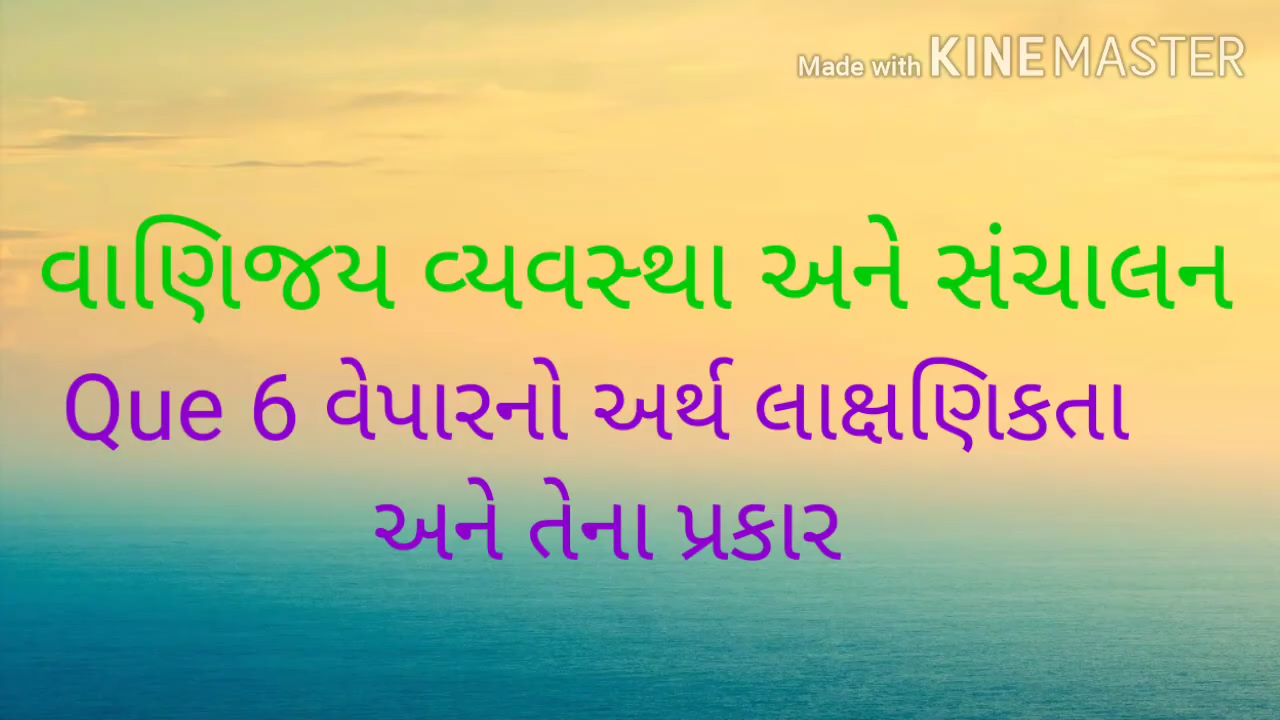 Made with KINEMASTER
વાણિજય વ્યવસ્થા અને સંચાલન
Que 6 વેપારનો અર્થ લાક્ષણિકતા
અને તેના પ્રકાર